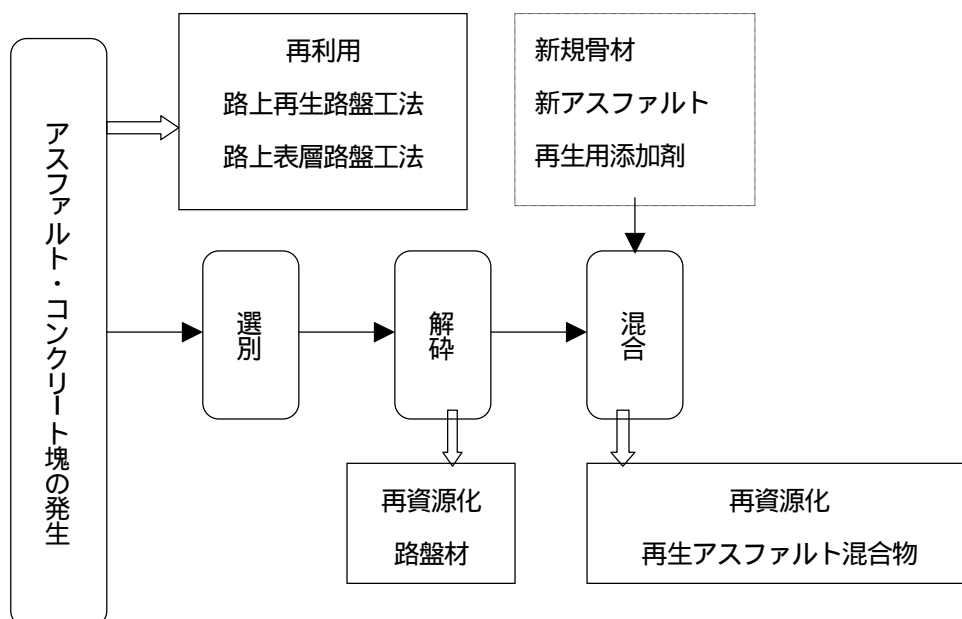 アスファルト・コンクリート塊の発生
再利用
路上再生路盤工法
路上表層路盤工法
新規骨材
新アスファルト
再生用添加剤
選別
解砕
混合
再資源化
路盤材
再資源化
再生アスファルト混合物